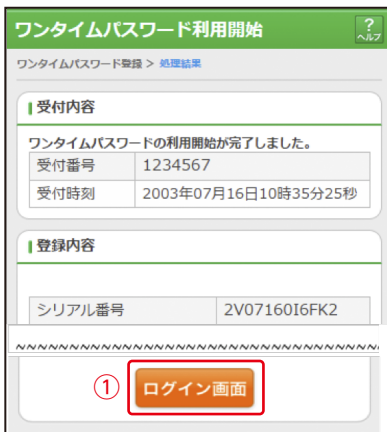 ワンタイムパスワード利用開始
?
ヘルプ
ワンタイムパスワード登録 > 処理結果
受付内容
ワンタイムパスワードの利用開始が完了しました。
受付番号 1234567
受付時刻 2003年07月16日10時35分25秒
登録内容
シリアル番号 2V07160I6FK2
① ログイン画面